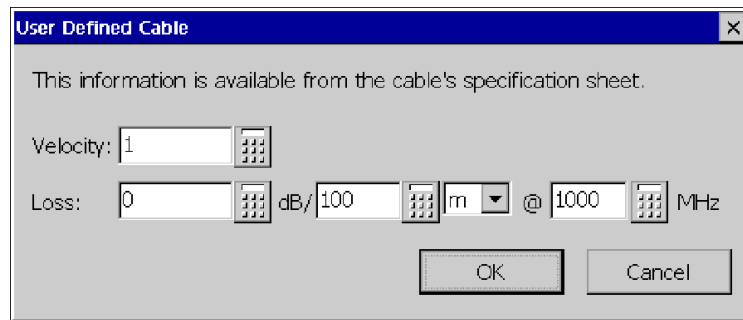 User Defined Cable
This information is available from the cable's specification sheet.
Velocity: 1
Loss: 0 dB/ 100 m @ 1000 MHz
OK Cancel